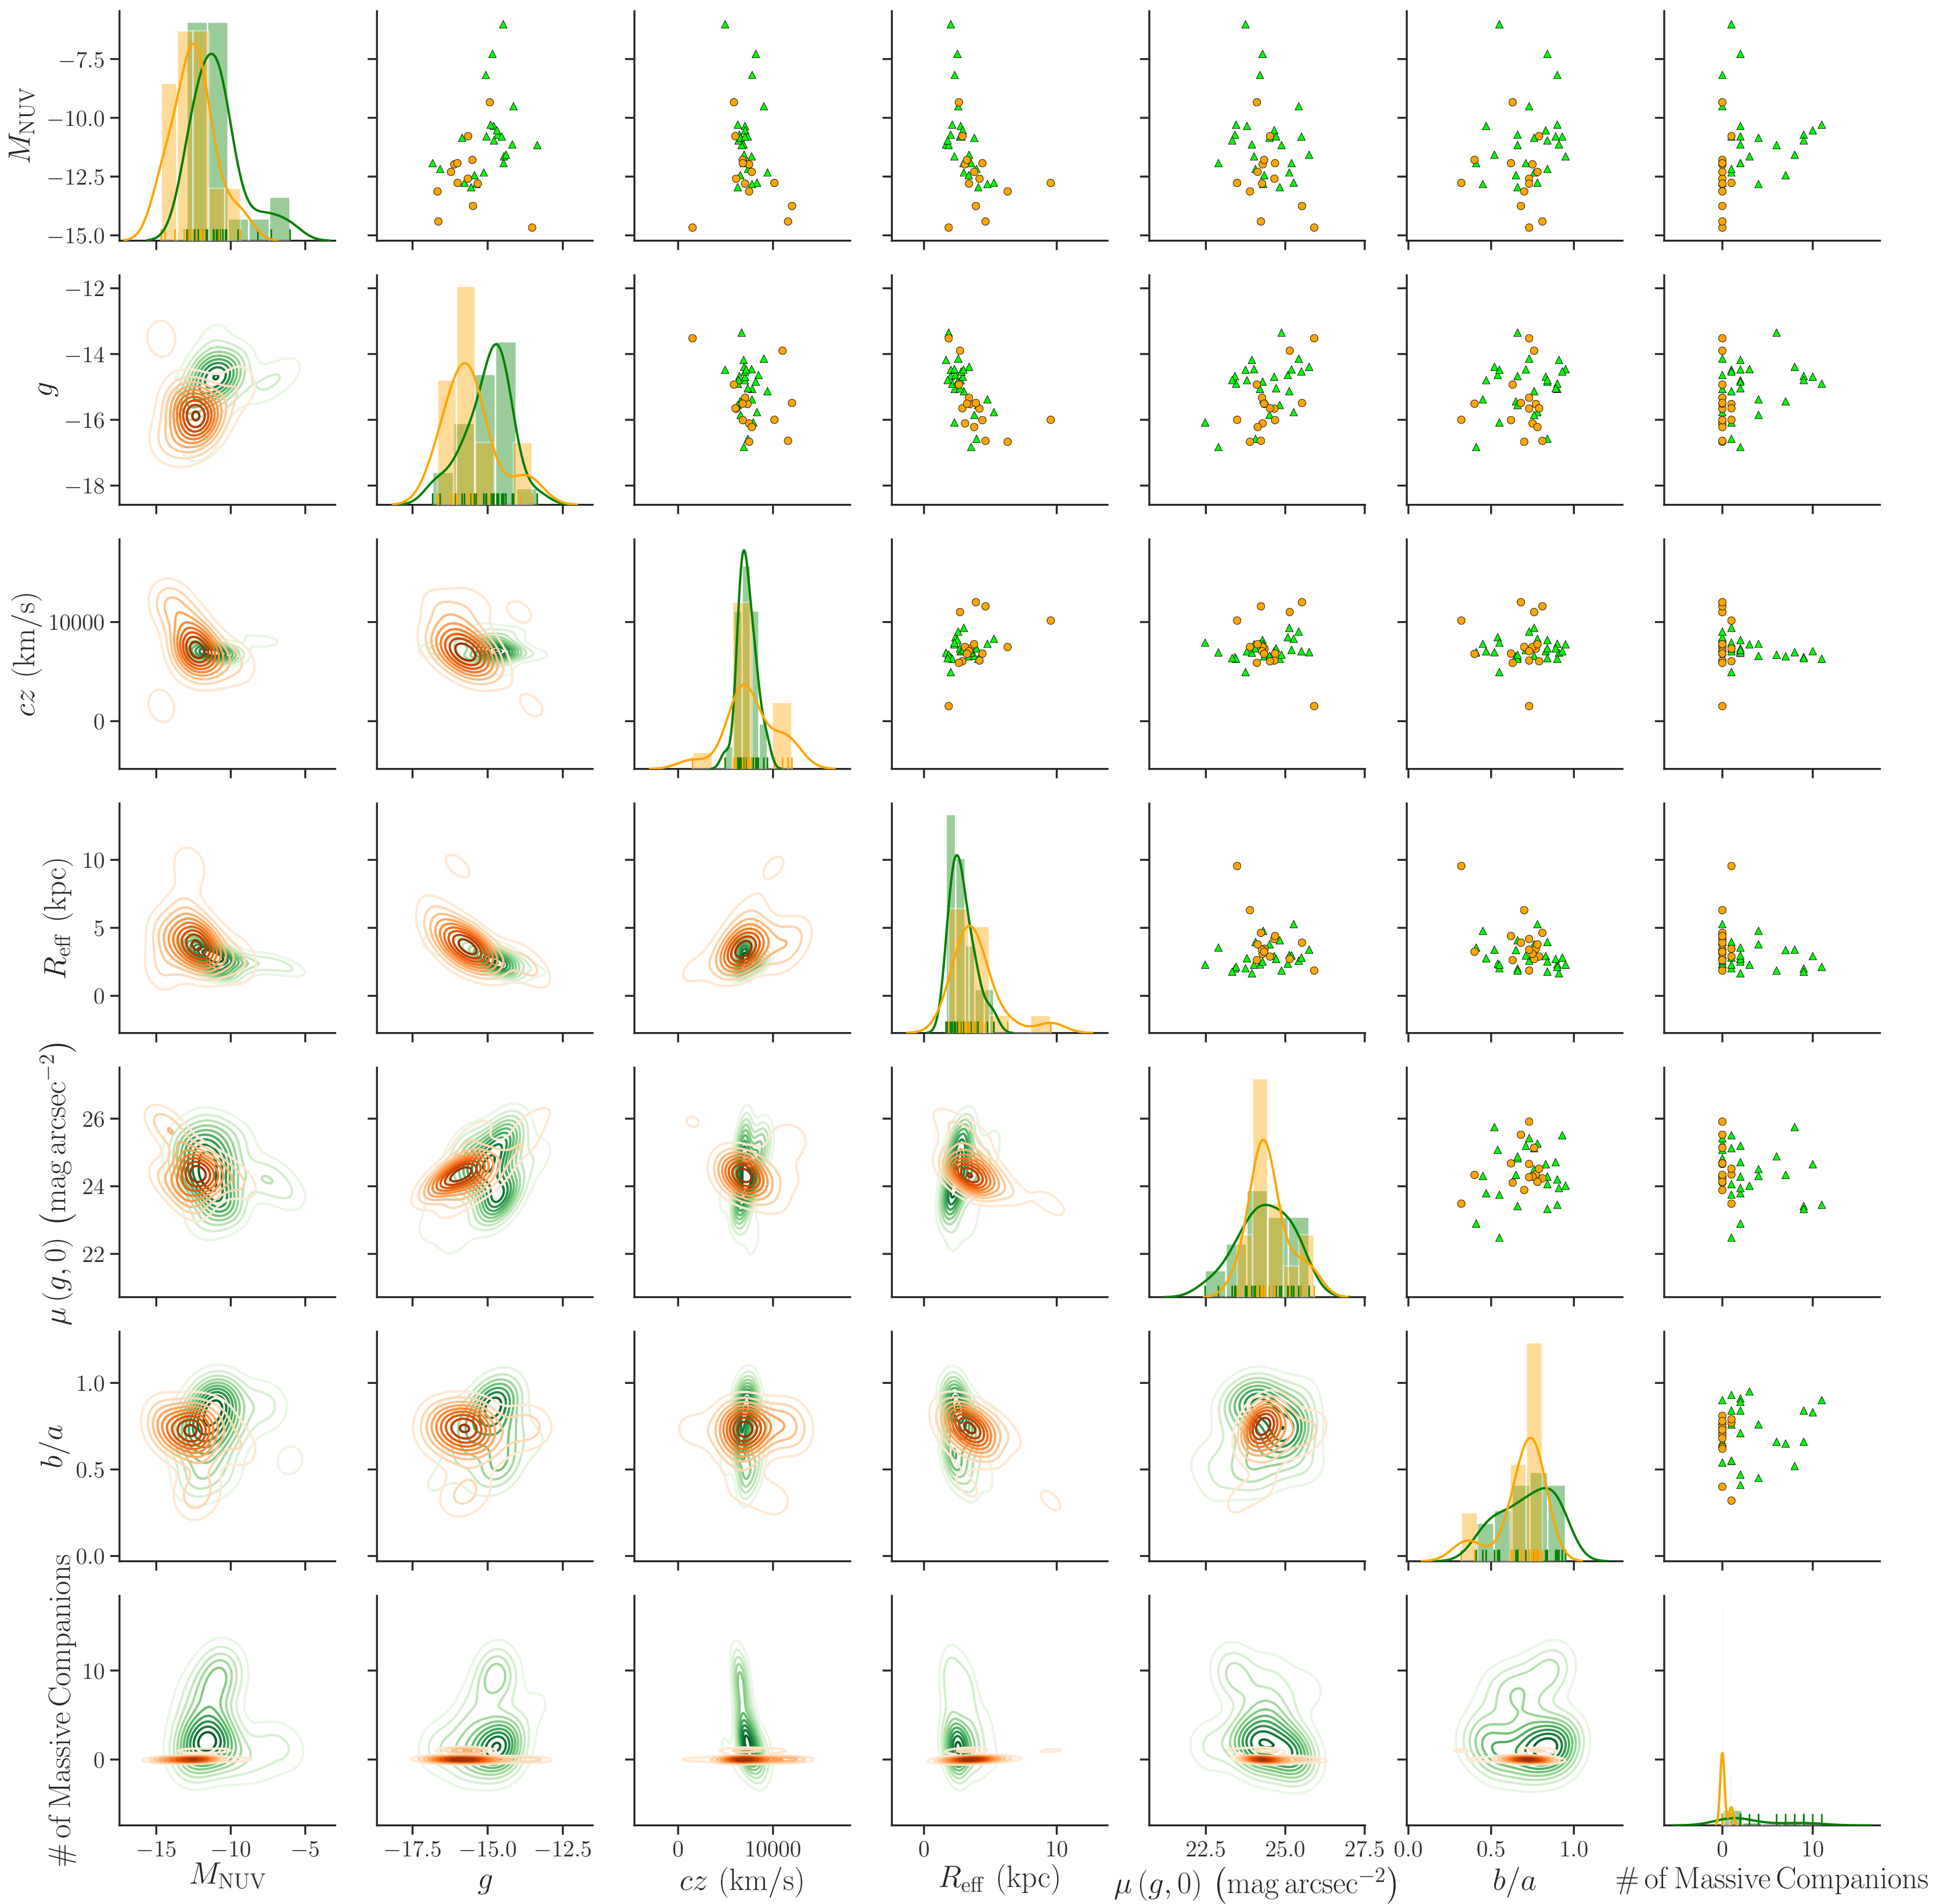 M_NUV
−7.5
−10.0
−12.5
−15.0
g
−12
−14
−16
−18
cz (km/s)
10000
0
R_eff (kpc)
10
5
0
μ(g,0) (mag arcsec⁻²)
26
24
22
b/a
1.0
0.5
0.0
# of Massive Companions
10
0
−15 −10 −5 −17.5 −15.0 −12.5 0 10000 0 10 22.5 25.0 27.5 0.0 0.5 1.0 0 10
M_NUV g cz (km/s) R_eff (kpc) μ(g,0) (mag arcsec⁻²) b/a # of Massive Companions